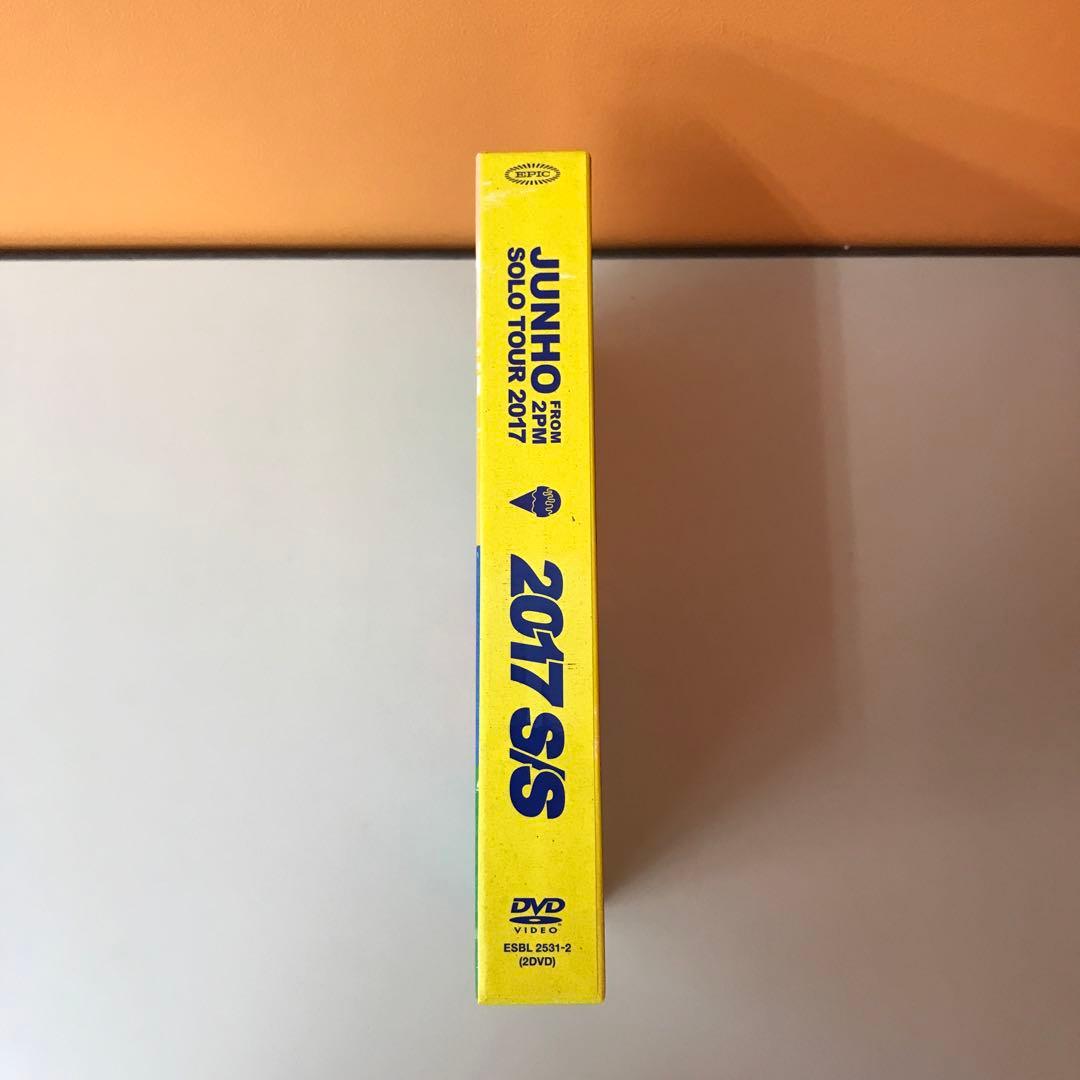 EPIC
JUNHO FROM 2PM
SOLO TOUR 2017
2017 S/S
DVD
VIDEO
ESBL 2531-2
(2DVD)